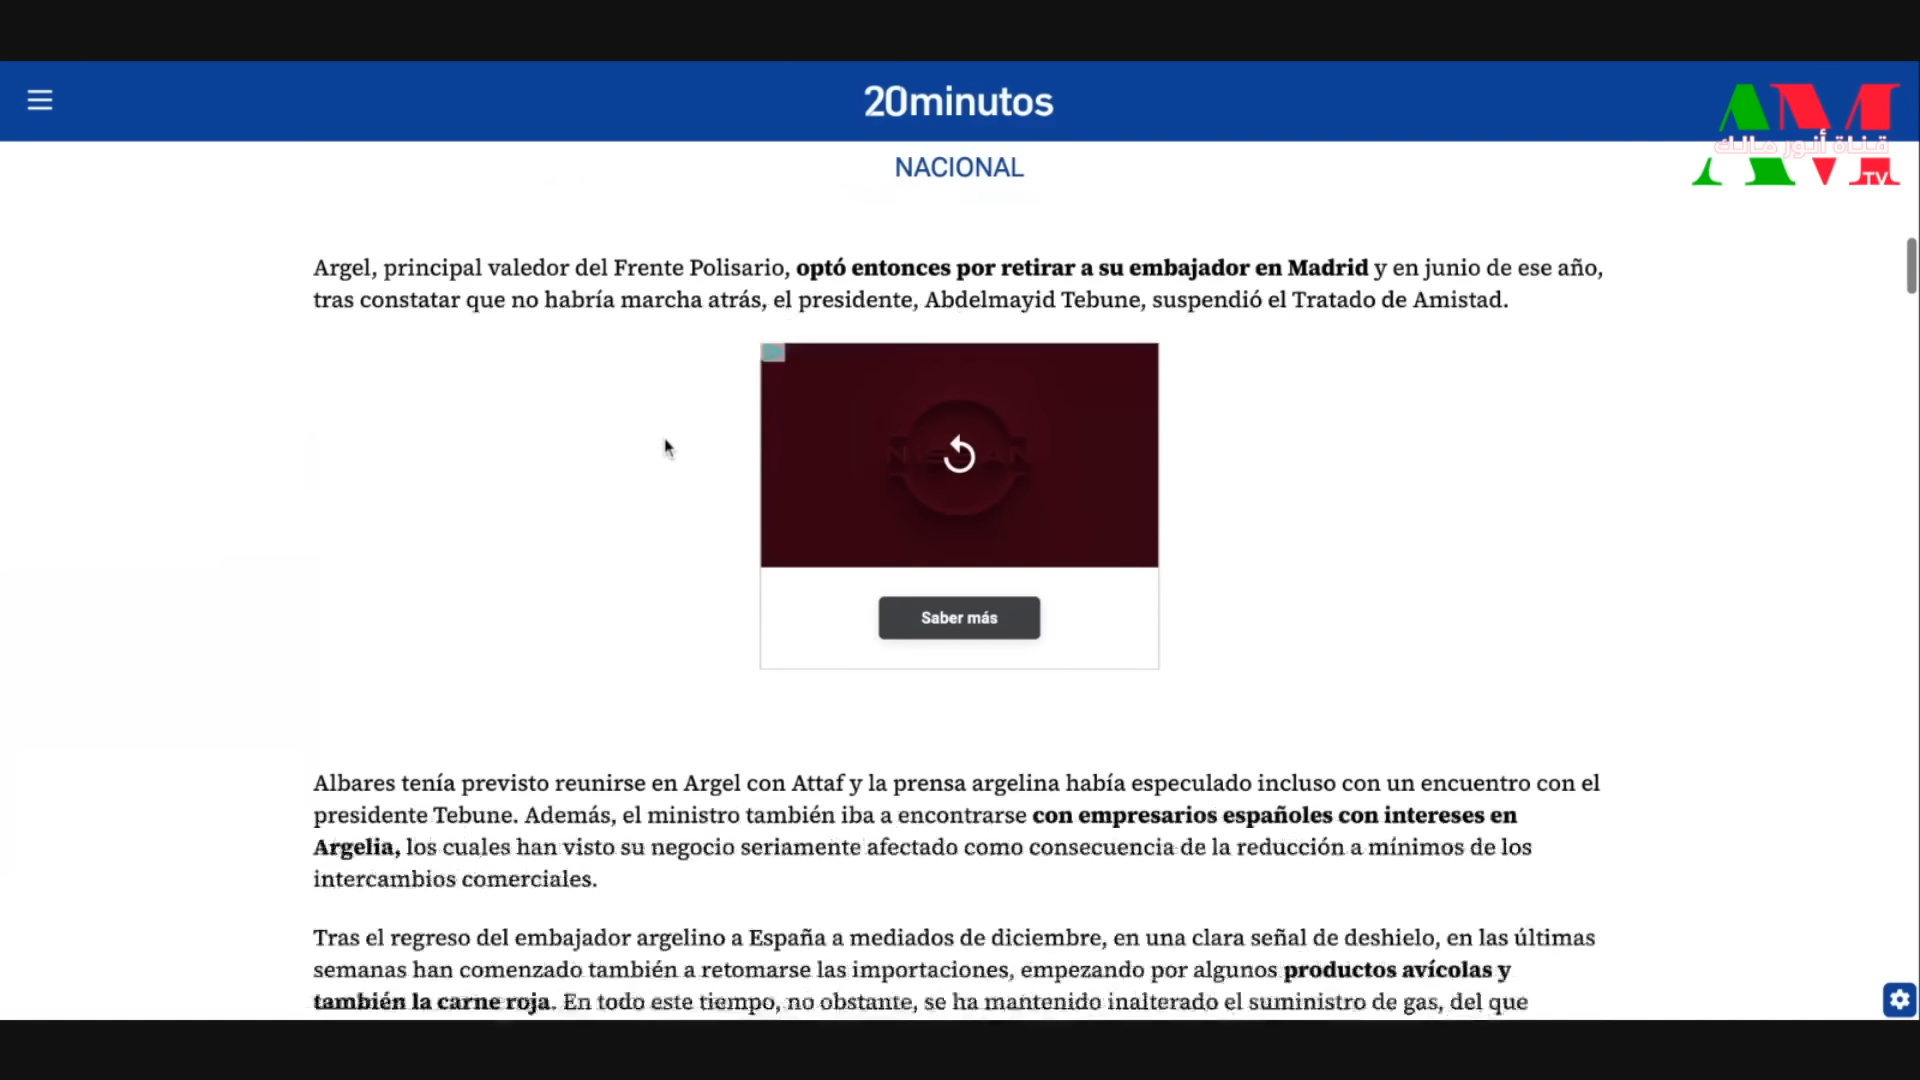 20minutos
قناة أنور مالك
TV
NACIONAL
Argel, principal valedor del Frente Polisario, optó entonces por retirar a su embajador en Madrid y en junio de ese año,
tras constatar que no habría marcha atrás, el presidente, Abdelmayid Tebune, suspendió el Tratado de Amistad.
NISSAN
Saber más
Albares tenía previsto reunirse en Argel con Attaf y la prensa argelina había especulado incluso con un encuentro con el
presidente Tebune. Además, el ministro también iba a encontrarse con empresarios españoles con intereses en
Argelia, los cuales han visto su negocio seriamente afectado como consecuencia de la reducción a mínimos de los
intercambios comerciales.
Tras el regreso del embajador argelino a España a mediados de diciembre, en una clara señal de deshielo, en las últimas
semanas han comenzado también a retomarse las importaciones, empezando por algunos productos avícolas y
también la carne roja. En todo este tiempo, no obstante, se ha mantenido inalterado el suministro de gas, del que